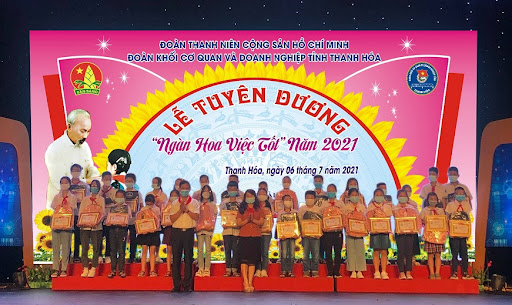 ĐOÀN THANH NIÊN CỘNG SẢN HỒ CHÍ MINH
ĐOÀN KHỐI CƠ QUAN VÀ DOANH NGHIỆP TỈNH THANH HÓA
LỄ TUYÊN DƯƠNG
"NGÀN HOA VIỆC TỐT" NĂM 2021
Thanh Hóa, ngày 06 tháng 7 năm 2021